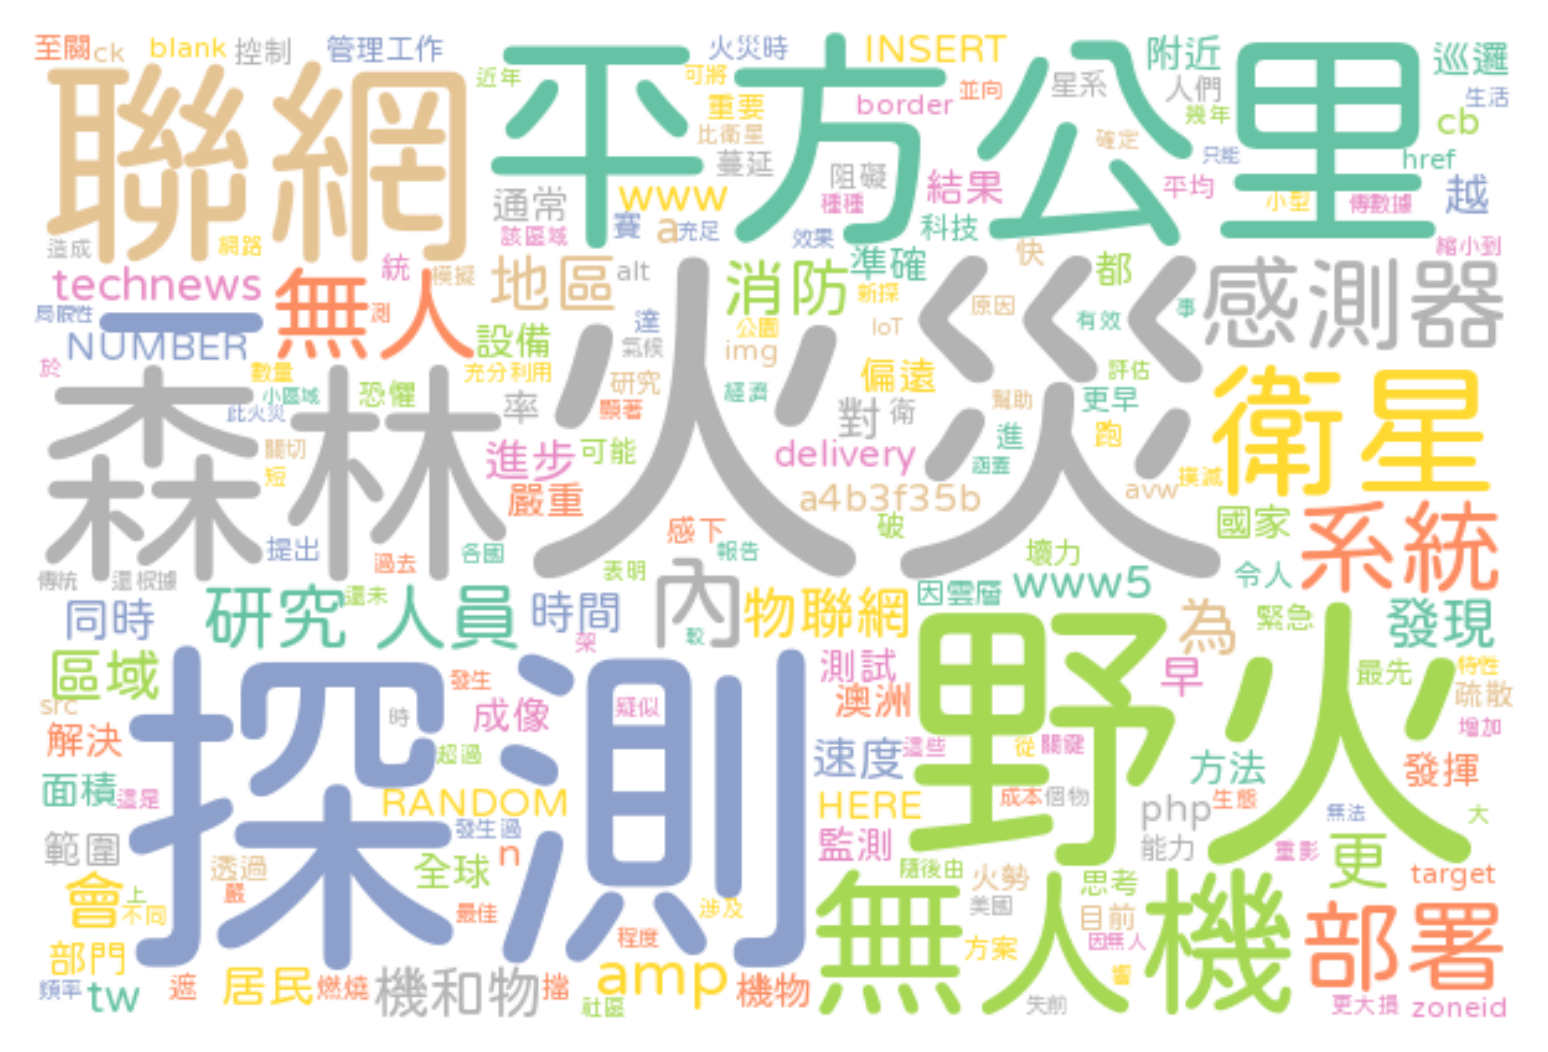 至關 ck blank 控制 管理工作 火災時 INSERT 附近 巡邏
聯網 平方公里
近年 可將 重要 border 並向 星系 人們 幾年 生活
比衛星 確定 cb
蔓延 阻礙 只能 href
通常 www 種種 結果 平均 小型 傳數據 越
造成 網路 該區域 賽 a 充足 效果 科技 縮小到
technews 統 模擬 地區 alt 消防 準確 快 都 感測器
局限性 一 無人 測 達 新探 原因 事
NUMBER 設備 氣候 公園 IoT 有效
於 數量 充分利用 img 偏遠 評估
森林 火災
小區域 恐懼 研究 經濟 幫助 更早 衛星
此火災 率 顯著 對 衛 進 跑
關切 進步 可能 delivery 涵蓋
短 嚴重 a4b3f35b avw 撲滅
提出 過去 各國 感下 破 壞力 國家 系統
傳統 還根據 表明 報告 令人
同時 研究人員 還未 時間 內 物聯網 因雲層 www5 為 緊急 發現
架 較
區域 探測 野火
src 發生 疑似 測試 早 最先 特性
解決 時 成像 澳洲 疏散
超過 速度 這些 從 關鍵 增加
面積 這是 RANDOM HERE 成本 個物 方法 發揮
範圍 發生過 監測 php 生態 無法 大
透過 全球 n 能力 重影 更
會 上 嚴 隨後由 火勢 思考 target
不同 最佳 涉及 無人機 美國 目前 部署
部門 程度 方案 因無人
頻率 tw 遮 居民 燃燒 機和物 擋 amp 機物 響
社區 失前 更大損 zoneid